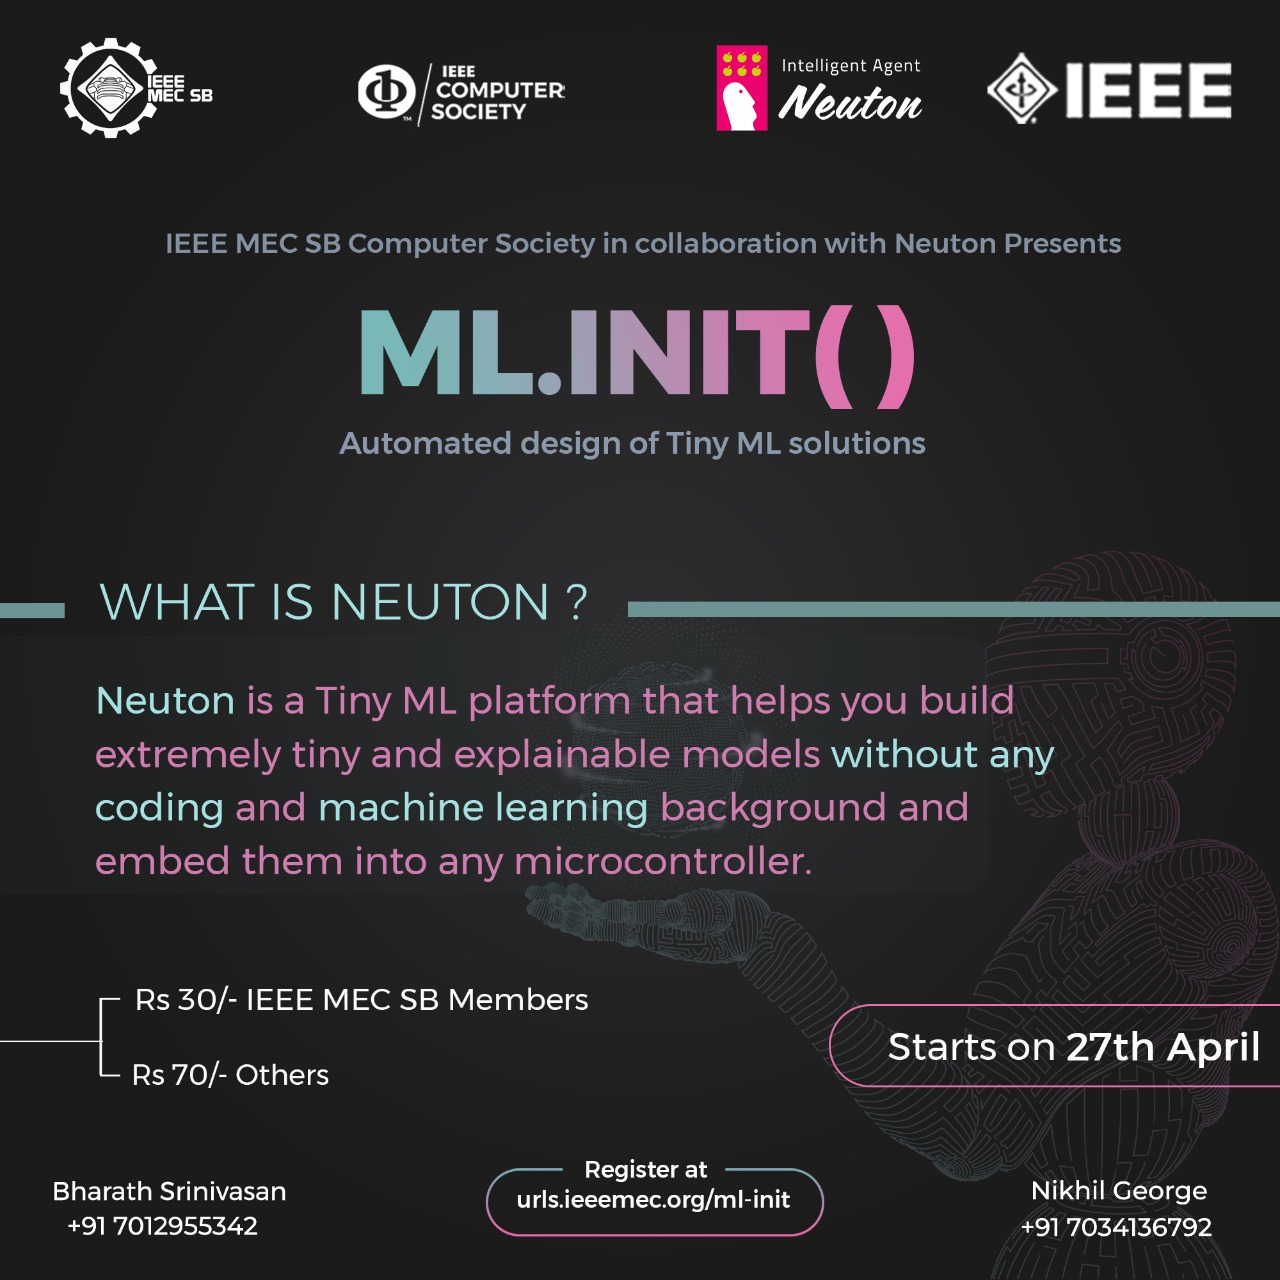 IEEE
MEC SB
IEEE
COMPUTER
SOCIETY
TM
Intelligent Agent
Neuton
IEEE
IEEE MEC SB Computer Society in collaboration with Neuton Presents
ML.INIT( )
Automated design of Tiny ML solutions
WHAT IS NEUTON ?
Neuton is a Tiny ML platform that helps you build
extremely tiny and explainable models without any
coding and machine learning background and
embed them into any microcontroller.
Rs 30/- IEEE MEC SB Members
Rs 70/- Others
Starts on 27th April
Bharath Srinivasan
+91 7012955342
Register at
urls.ieeemec.org/ml-init
Nikhil George
+91 7034136792